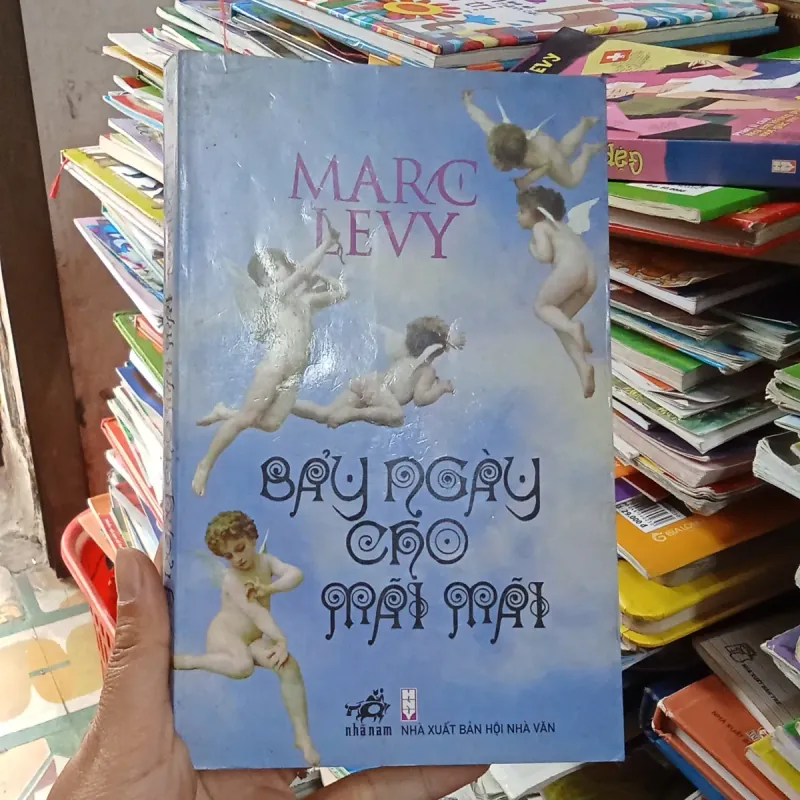 MARC
LEVY
BẢY NGÀY
CHO
MÃI MÃI
nhã nam
NHÀ XUẤT BẢN HỘI NHÀ VĂN